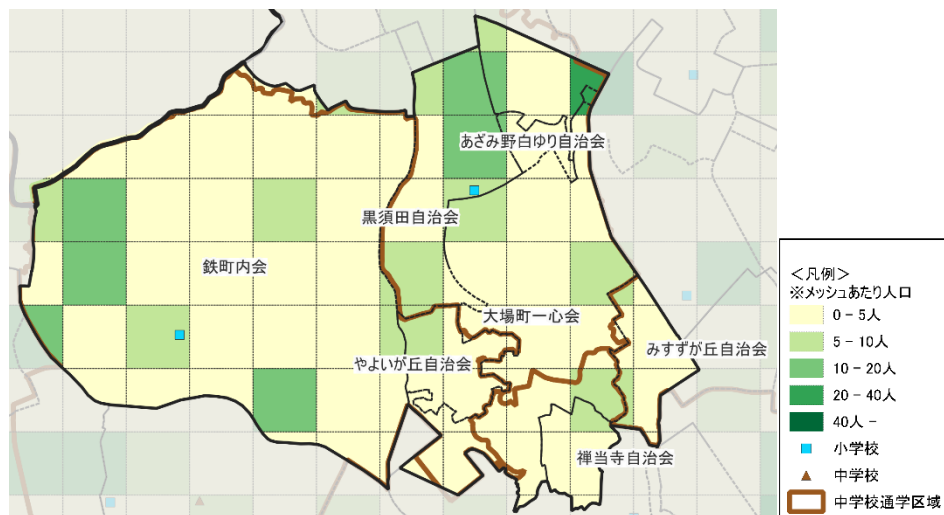 あざみ野白ゆり自治会
黒須田自治会
鉄町内会
大場町一心会
みすずが丘自治会
やよいが丘自治会
禅当寺自治会
＜凡例＞
※メッシュあたり人口
0 - 5人
5 - 10人
10 - 20人
20 - 40人
40人 -
小学校
中学校
中学校通学区域